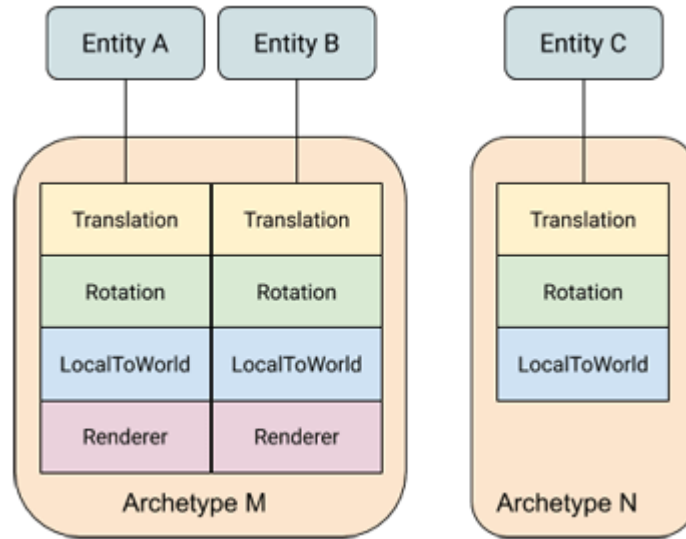 Entity A
Entity B
Entity C
Translation
Translation
Translation
Rotation
Rotation
Rotation
LocalToWorld
LocalToWorld
LocalToWorld
Renderer
Renderer
Archetype M
Archetype N